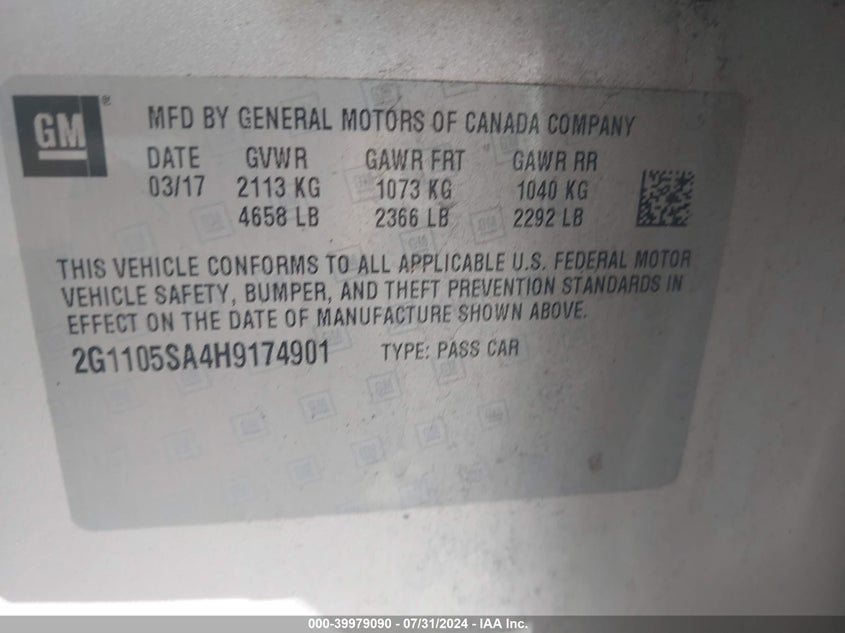 GM®
MFD BY GENERAL MOTORS OF CANADA COMPANY
DATE GVWR GAWR FRT GAWR RR
03/17 2113 KG 1073 KG 1040 KG
4658 LB 2366 LB 2292 LB
THIS VEHICLE CONFORMS TO ALL APPLICABLE U.S. FEDERAL MOTOR
VEHICLE SAFETY, BUMPER, AND THEFT PREVENTION STANDARDS IN
EFFECT ON THE DATE OF MANUFACTURE SHOWN ABOVE.
2G1105SA4H9174901 TYPE: PASS CAR
000-39979090 - 07/31/2024 - IAA Inc.